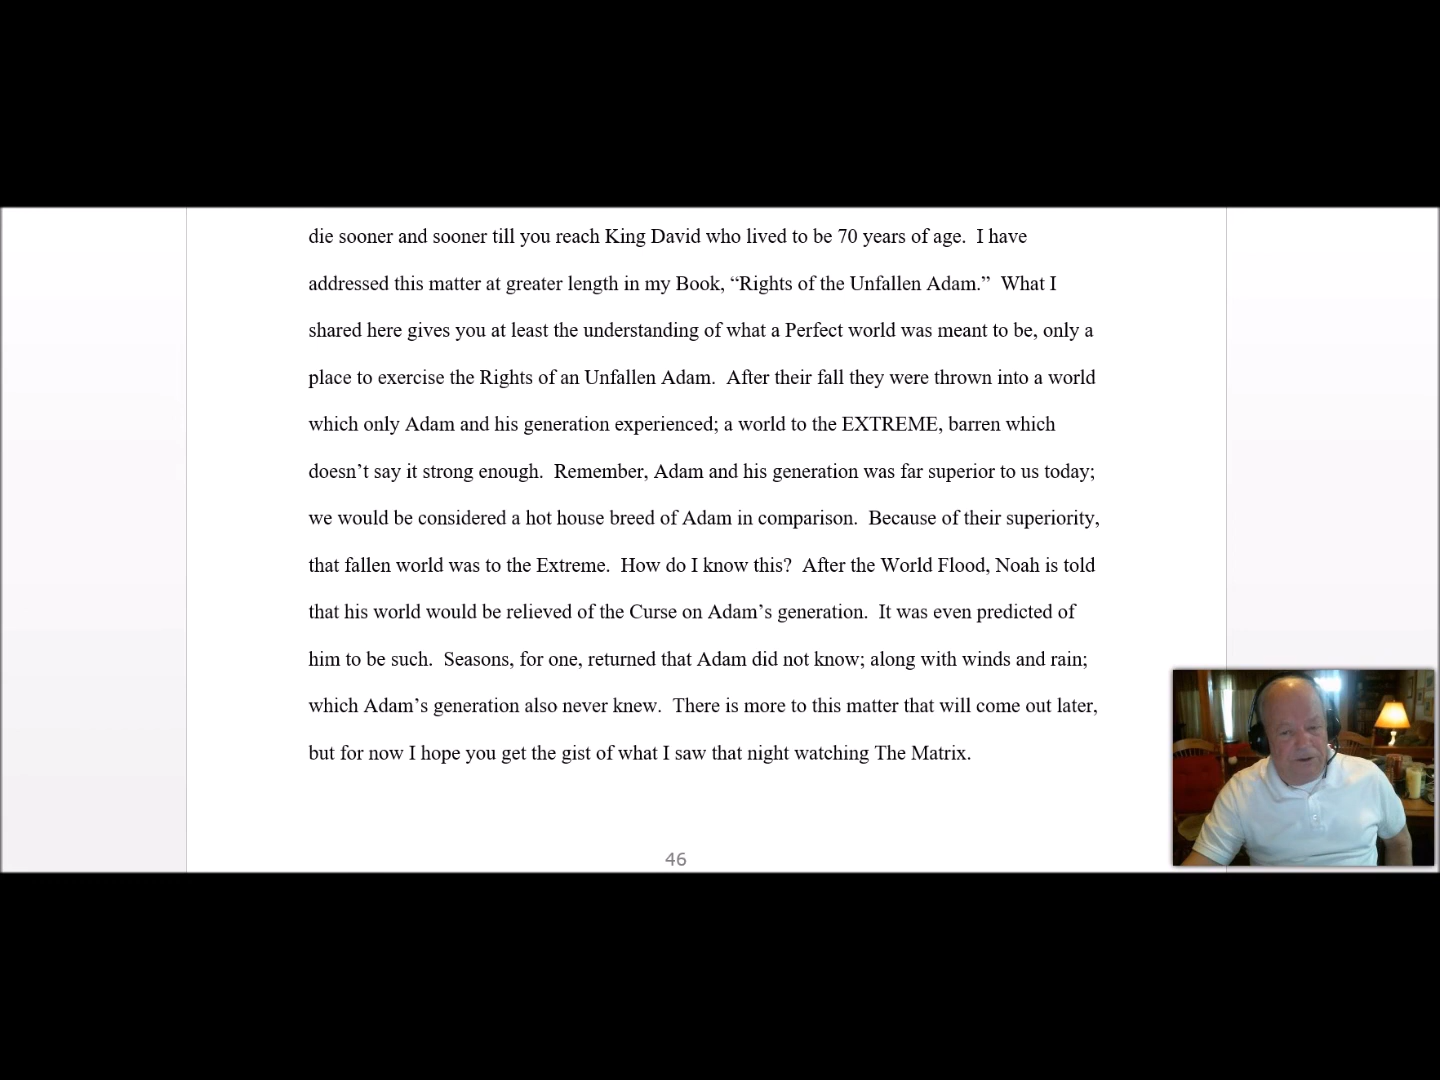 die sooner and sooner till you reach King David who lived to be 70 years of age.  I have
addressed this matter at greater length in my Book, “Rights of the Unfallen Adam.”  What I
shared here gives you at least the understanding of what a Perfect world was meant to be, only a
place to exercise the Rights of an Unfallen Adam.  After their fall they were thrown into a world
which only Adam and his generation experienced; a world to the EXTREME, barren which
doesn’t say it strong enough.  Remember, Adam and his generation was far superior to us today;
we would be considered a hot house breed of Adam in comparison.  Because of their superiority,
that fallen world was to the Extreme.  How do I know this?  After the World Flood, Noah is told
that his world would be relieved of the Curse on Adam’s generation.  It was even predicted of
him to be such.  Seasons, for one, returned that Adam did not know; along with winds and rain;
which Adam’s generation also never knew.  There is more to this matter that will come out later,
but for now I hope you get the gist of what I saw that night watching The Matrix.
46